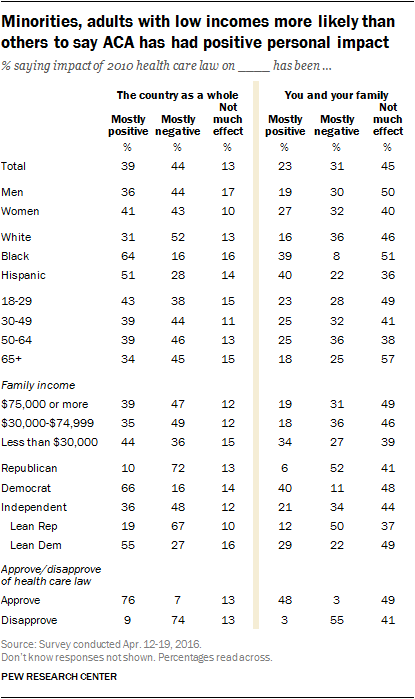 Minorities, adults with low incomes more likely than
others to say ACA has had positive personal impact
% saying impact of 2010 health care law on _____ has been ...
The country as a whole You and your family
Mostly positive Mostly negative Not much effect Mostly positive Mostly negative Not much effect
% % % % % %
Total 39 44 13 23 31 45
Men 36 44 17 19 30 50
Women 41 43 10 27 32 40
White 31 52 13 16 36 46
Black 64 16 16 39 8 51
Hispanic 51 28 14 40 22 36
18-29 43 38 15 23 28 49
30-49 39 44 11 25 32 41
50-64 39 46 13 25 36 38
65+ 34 45 15 18 25 57
Family income
$75,000 or more 39 47 12 19 31 49
$30,000-$74,999 35 49 12 18 36 46
Less than $30,000 44 36 15 34 27 39
Republican 10 72 13 6 52 41
Democrat 66 16 14 40 11 48
Independent 36 48 12 21 34 44
Lean Rep 19 67 10 12 50 37
Lean Dem 55 27 16 29 22 49
Approve/disapprove
of health care law
Approve 76 7 13 48 3 49
Disapprove 9 74 13 3 55 41
Source: Survey conducted Apr. 12-19, 2016.
Don't know responses not shown. Percentages read across.
PEW RESEARCH CENTER